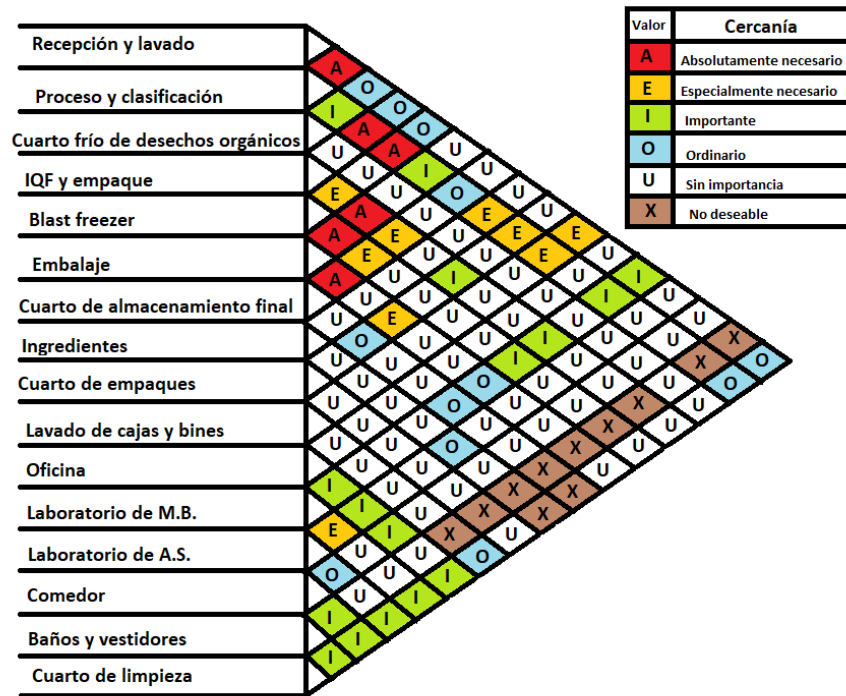 Recepción y lavado
Proceso y clasificación
Cuarto frío de desechos orgánicos
IQF y empaque
Blast freezer
Embalaje
Cuarto de almacenamiento final
Ingredientes
Cuarto de empaques
Lavado de cajas y bines
Oficina
Laboratorio de M.B.
Laboratorio de A.S.
Comedor
Baños y vestidores
Cuarto de limpieza
A O O O U U U U E U I U U X O
I A A I O E E E U I U U X O
U U U U U U U U U U U U U
E A E U I U U I U U X U
A E U U U U I U U X U
A U E U U O U U X U
U O U U O U U X X
U U U U O U X X
U U U U U X U
U U U U X O
I I I U I
E U U I
O U I
I I
I
Valor Cercanía
A Absolutamente necesario
E Especialmente necesario
I Importante
O Ordinario
U Sin importancia
X No deseable